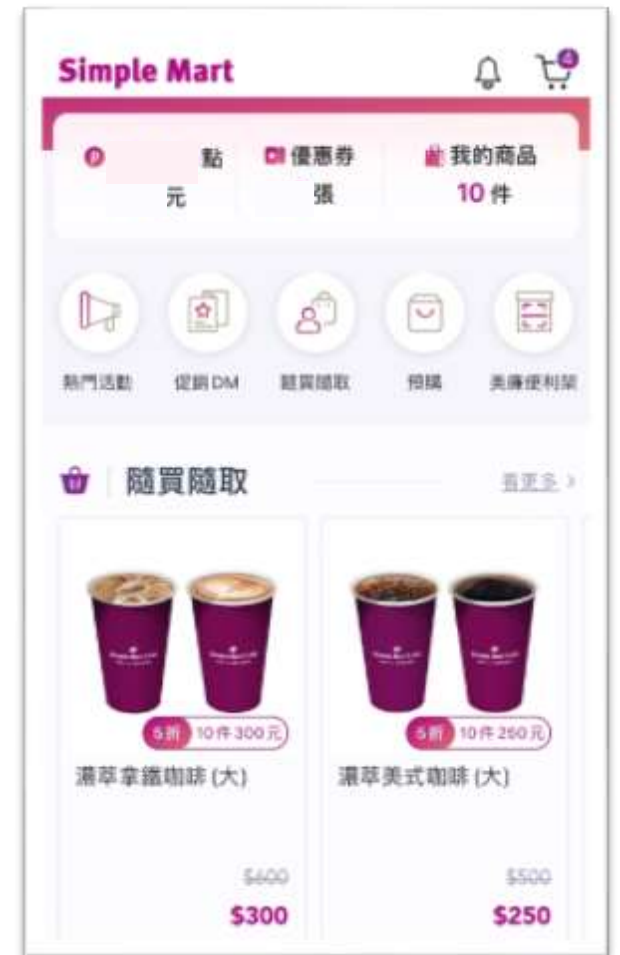 Simple Mart
4
點
元
優惠券
張
我的商品
10 件
熱門活動
促銷 DM
隨買隨取
預購
美廉便利架
隨買隨取
看更多 >
5折 10件300元
濃萃拿鐵咖啡 (大)
$600
$300
5折 10件250元
濃萃美式咖啡 (大)
$500
$250